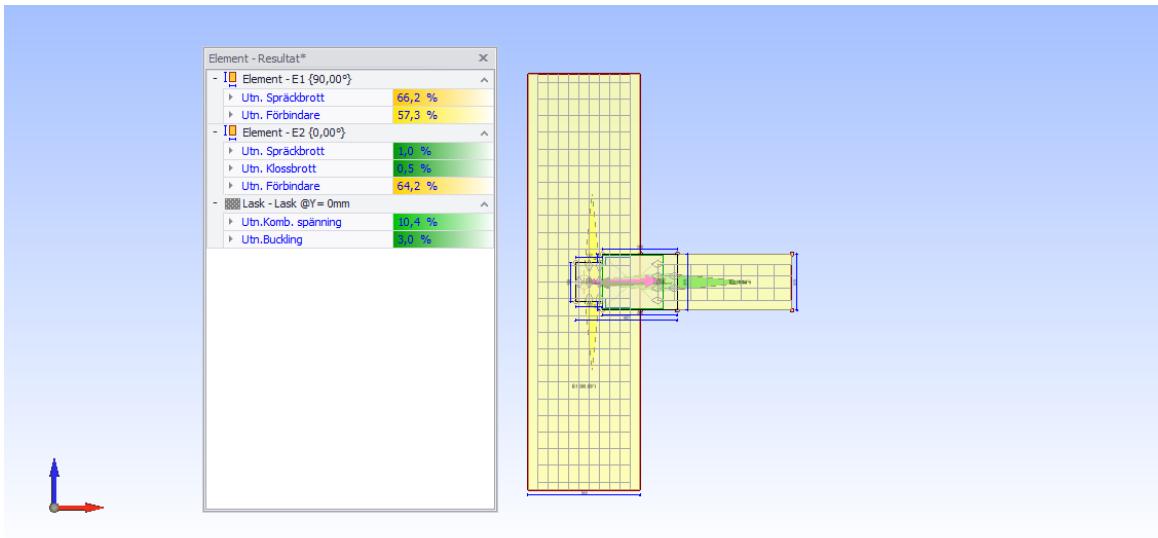 Element - Resultat*
Element - E1 {90,00°}
Utn. Spräckbrott 66,2 %
Utn. Förbindare 57,3 %
Element - E2 {0,00°}
Utn. Spräckbrott 1,0 %
Utn. Klossbrott 0,5 %
Utn. Förbindare 64,2 %
Lask - Lask @Y= 0mm
Utn.Komb. spänning 10,4 %
Utn.Buckling 3,0 %